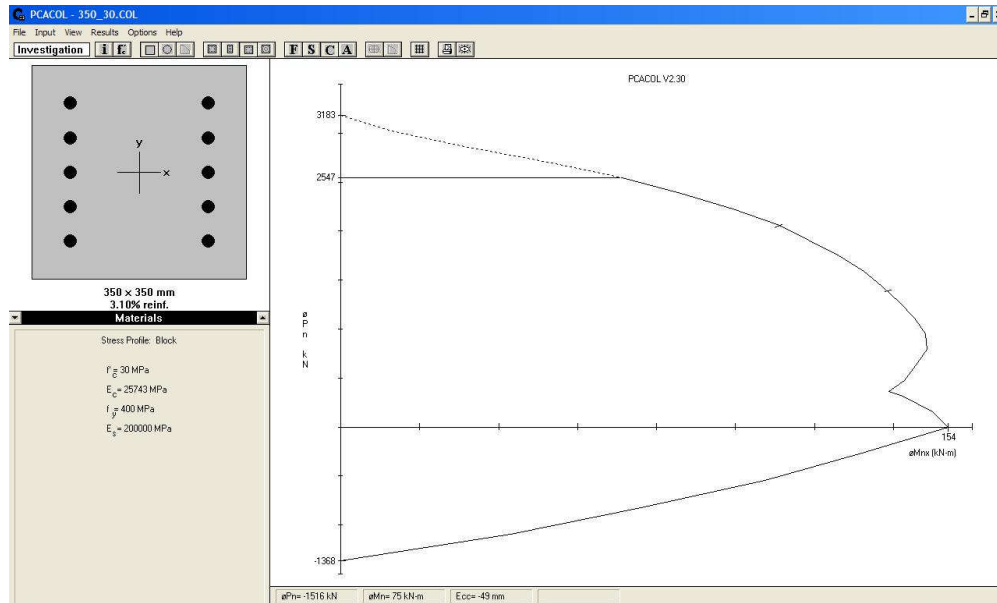 PCACOL - 350_30.COL
File Input View Results Options Help
Investigation i f'c F S C A
y
x
350 x 350 mm
3.10% reinf.
Materials
Stress Profile: Block
f'c= 30 MPa
Ec= 25743 MPa
fy= 400 MPa
Es= 200000 MPa
PCACOL V2.30
3183
2547
øPn kN
154
øMnx (kN-m)
-1368
øPn= -1516 kN øMn= 75 kN-m Ecc= -49 mm